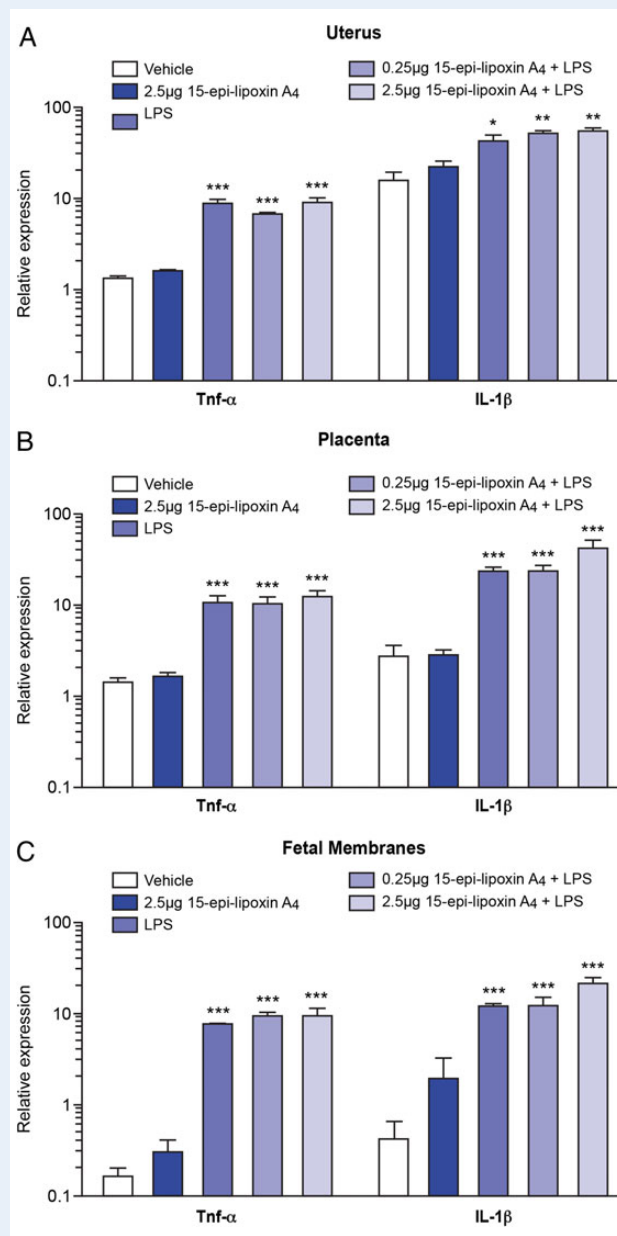 A
Uterus
Vehicle
2.5µg 15-epi-lipoxin A4
LPS
0.25µg 15-epi-lipoxin A4 + LPS
2.5µg 15-epi-lipoxin A4 + LPS
Relative expression
100
10
1
0.1
***
***
***
*
**
**
Tnf-α
IL-1β
B
Placenta
Vehicle
2.5µg 15-epi-lipoxin A4
LPS
0.25µg 15-epi-lipoxin A4 + LPS
2.5µg 15-epi-lipoxin A4 + LPS
Relative expression
100
10
1
0.1
***
***
***
***
***
***
Tnf-α
IL-1β
C
Fetal Membranes
Vehicle
2.5µg 15-epi-lipoxin A4
LPS
0.25µg 15-epi-lipoxin A4 + LPS
2.5µg 15-epi-lipoxin A4 + LPS
Relative expression
100
10
1
0.1
***
***
***
***
***
***
Tnf-α
IL-1β